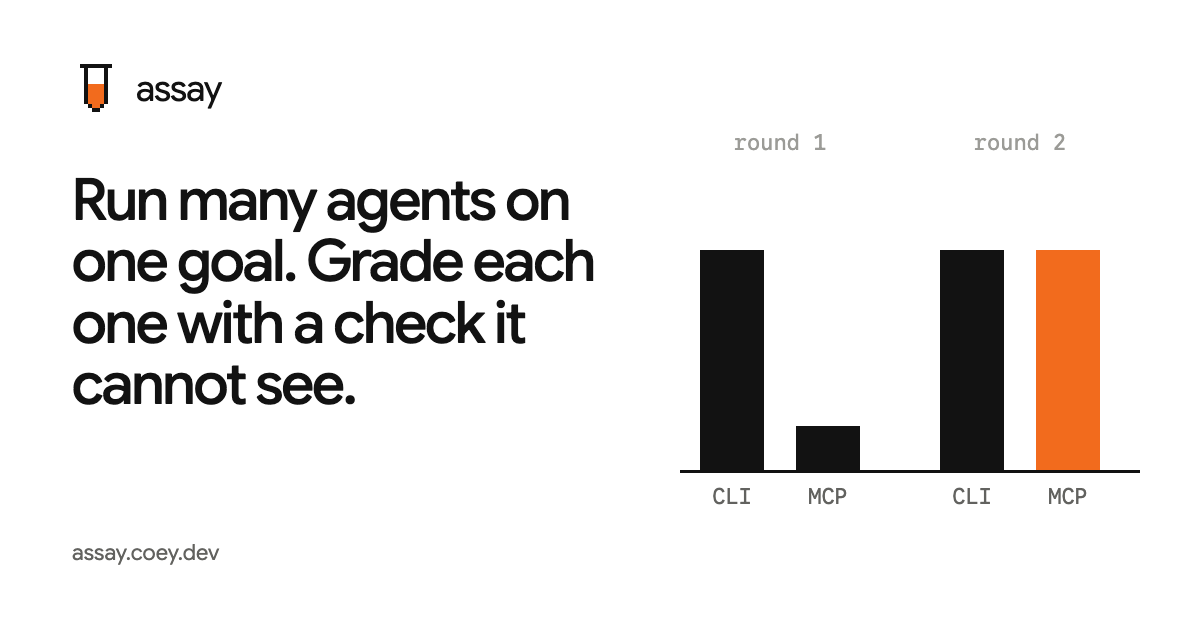 assay
Run many agents on
one goal. Grade each
one with a check it
cannot see.
assay.coey.dev
round 1
round 2
CLI
MCP
CLI
MCP